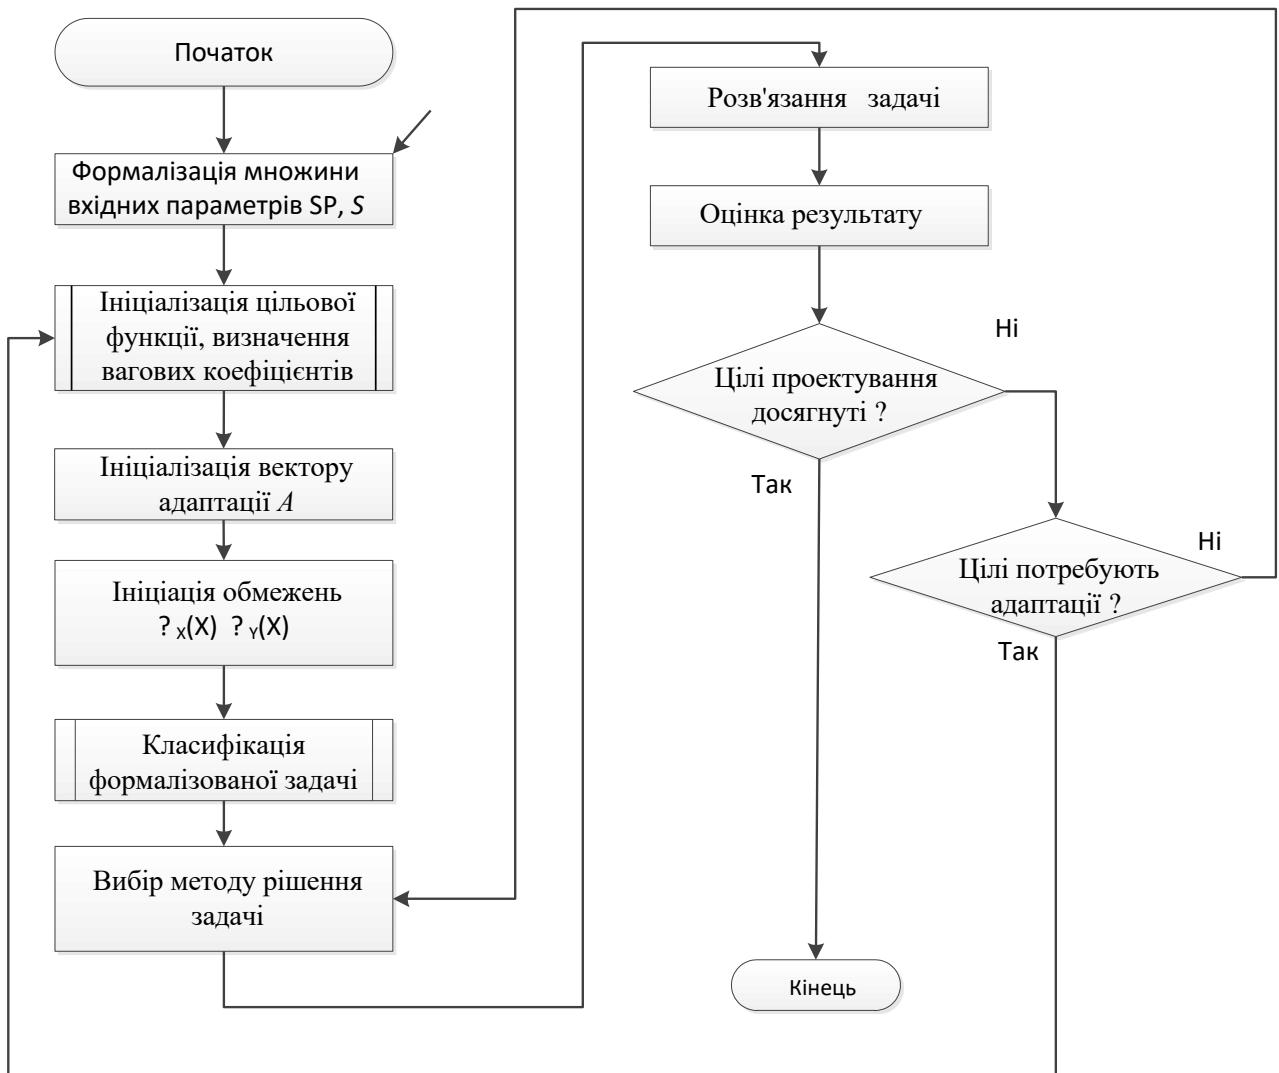 Початок
Формалізація множини
вхідних параметрів SP, S
Ініціалізація цільової
функції, визначення
вагових коефіцієнтів
Ініціалізація вектору
адаптації A
Ініціація обмежень
? X(X) ? Y(X)
Класифікація
формалізованої задачі
Вибір методу рішення
задачі
Розв'язання задачі
Оцінка результату
Цілі проектування
досягнуті ?
Ні
Так
Цілі потребують
адаптації ?
Ні
Так
Кінець